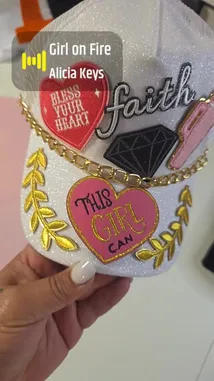 Girl on Fire
Alicia Keys
BLESS
YOUR
HEART
faith
THIS
GIRL
CAN